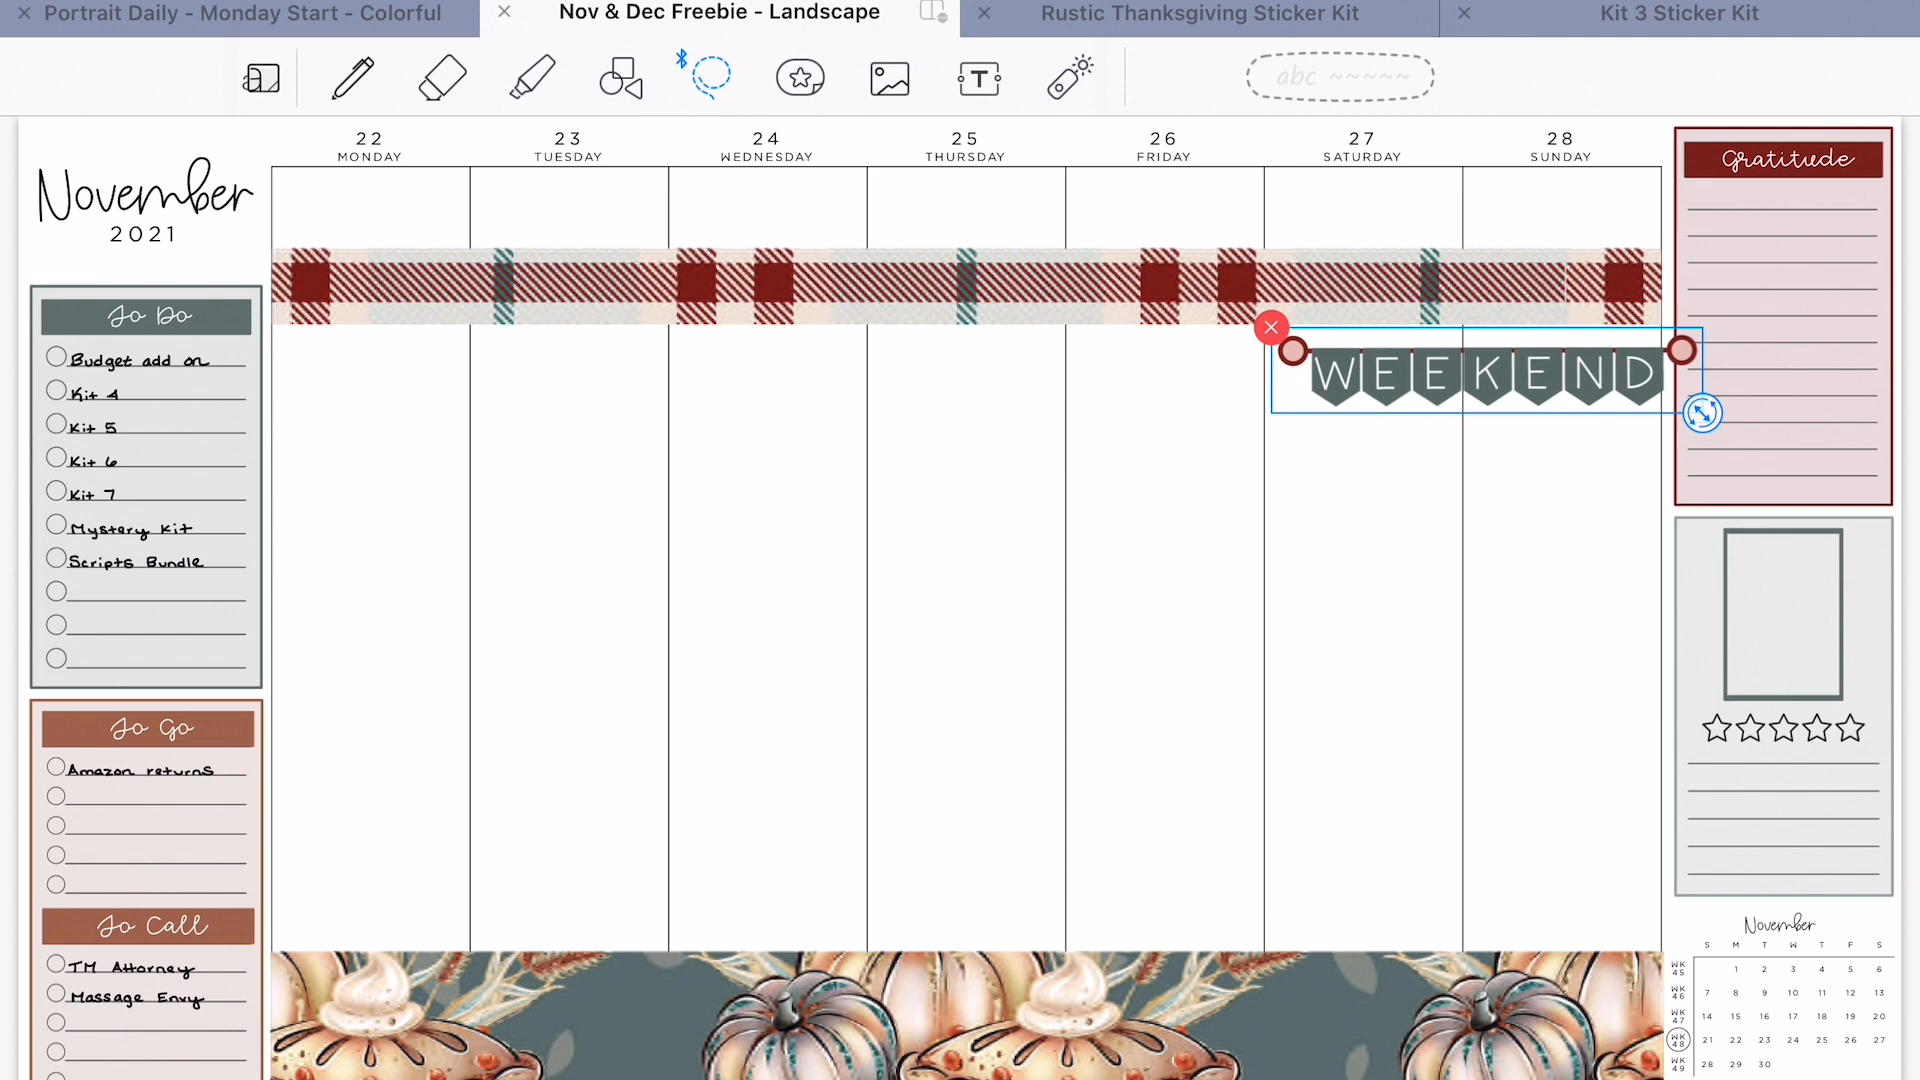 Portrait Daily - Monday Start - Colorful
Nov & Dec Freebie - Landscape
Rustic Thanksgiving Sticker Kit
Kit 3 Sticker Kit
a
T
abc
November
2021
22 23 24 25 26 27 28
MONDAY TUESDAY WEDNESDAY THURSDAY FRIDAY SATURDAY SUNDAY
To Do
Budget add on
Kit 4
Kit 5
Kit 6
Kit 7
Mystery Kit
Scripts Bundle
To Go
Amazon returns
To Call
TM Attorney
Massage Envy
WEEKEND
Gratitude
November
S M T W T F S
WK 45 1 2 3 4 5 6
WK 46 7 8 9 10 11 12 13
WK 47 14 15 16 17 18 19 20
WK 48 21 22 23 24 25 26 27
WK 49 28 29 30